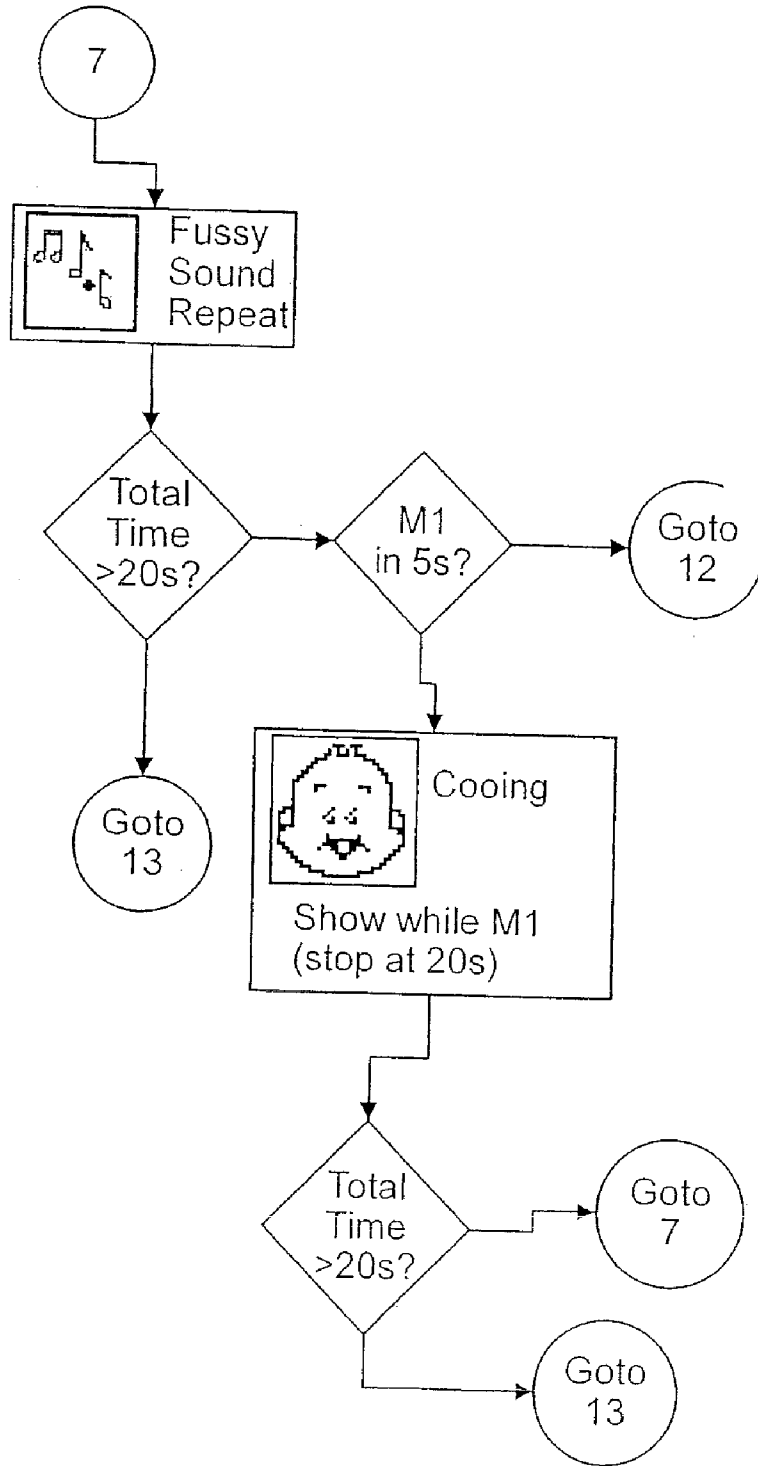 7
Fussy
Sound
Repeat
Total
Time
>20s?
M1
in 5s?
Goto
12
Goto
13
Cooing
Show while M1
(stop at 20s)
Total
Time
>20s?
Goto
7
Goto
13